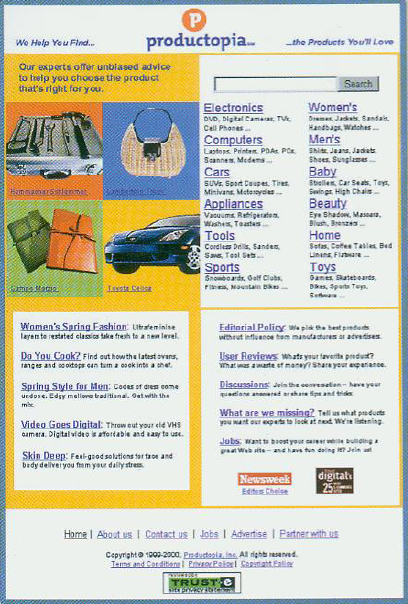 We Help You Find...
P
productopia.com
...the Products You'll Love
Our experts offer unbiased advice
to help you choose the product
that's right for you.
Search
Hammacher Schlemmer
Lambertson Truex
Campo Marzio
Toyota Celica
Electronics
DVD, Digital Cameras, TVs,
Cell Phones ...
Computers
Laptops, Printers, PDAs, PCs,
Scanners, Modems ...
Cars
SUVs, Sport Coupes, Tires,
Minivans, Motorcycles ...
Appliances
Vacuums, Refrigerators,
Washers, Toasters ...
Tools
Cordless Drills, Sanders,
Saws, Tool Sets ...
Sports
Snowboards, Golf Clubs,
Fitness, Mountain Bikes ...
Women's
Dresses, Jackets, Sandals,
Handbags, Watches ...
Men's
Shirts, Jeans, Jackets,
Shoes, Sunglasses ...
Baby
Strollers, Car Seats, Toys,
Swings, High Chairs ...
Beauty
Eye Shadow, Mascara,
Blush, Bronzers ...
Home
Sofas, Coffee Tables, Bed
Linens, Flatware ...
Toys
Games, Skateboards,
Bikes, Sports Toys,
Software ...
Women's Spring Fashion: Ultrafeminine
layers to restated classics take fresh to a new level.
Do You Cook? Find out how the latest ovens,
ranges and cooktops can turn a cook into a chef.
Spring Style for Men: Codes of dress come
undone. Edgy mellows traditional. Get with the
mix.
Video Goes Digital: Throw out your old VHS
camera. Digital video is affordable and easy to use.
Skin Deep: Feel-good solutions for face and
body deliver you from your daily stress.
Editorial Policy: We pick the best products
without influence from manufacturers or advertisers.
User Reviews: Whats your favorite product?
What was a waste of money? Share your experience.
Discussions: Join the conversation -- have your
questions answered or share tips and tricks.
What are we missing? Tell us what products
you want our experts to look at next. We're listening.
Jobs: Want to boost your career while building a
great Web site -- and have fun doing it? Join us!
Newsweek
Editors Choice
digital's
25
Home | About us | Contact us | Jobs | Advertise | Partner with us
Copyright © 1999-2000, Productopia, Inc. All rights reserved.
Terms and Conditions | Privacy Policy | Copyright Policy
TRUSTe
site privacy statement